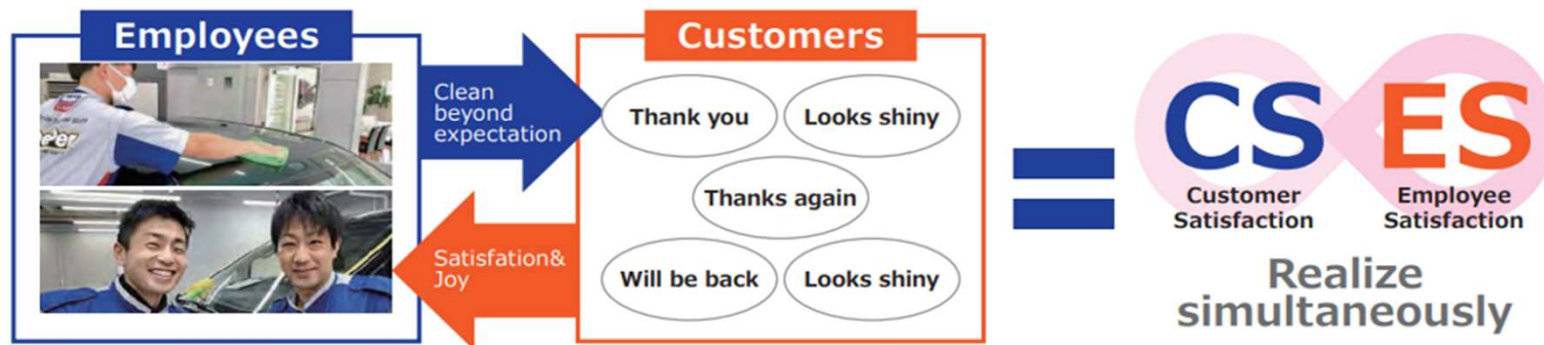 Employees
Clean
beyond
expectation
Satisfation&
Joy
Customers
Thank you
Looks shiny
Thanks again
Will be back
Looks shiny
=
CS
Customer
Satisfaction
ES
Employee
Satisfaction
Realize
simultaneously